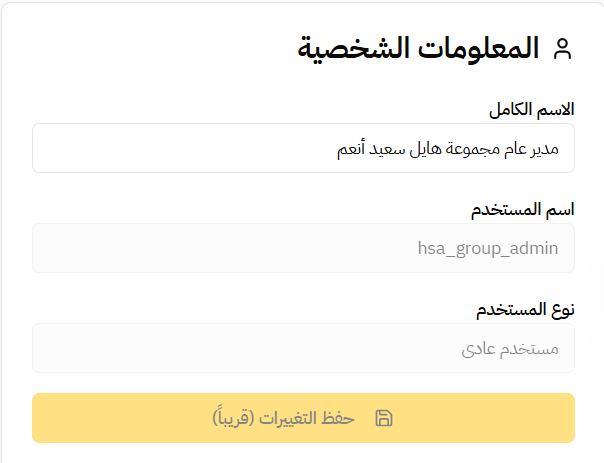 المعلومات الشخصية
الاسم الكامل
مدير عام مجموعة هايل سعيد أنعم
اسم المستخدم
hsa_group_admin
نوع المستخدم
مستخدم عادي
حفظ التغييرات (قريباً)